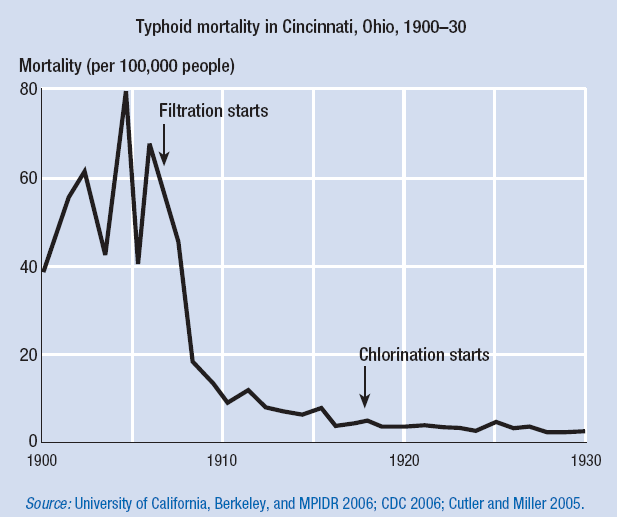 Typhoid mortality in Cincinnati, Ohio, 1900–30
Mortality (per 100,000 people)
80
Filtration starts
60
40
20
Chlorination starts
0
1900 1910 1920 1930
Source: University of California, Berkeley, and MPIDR 2006; CDC 2006; Cutler and Miller 2005.